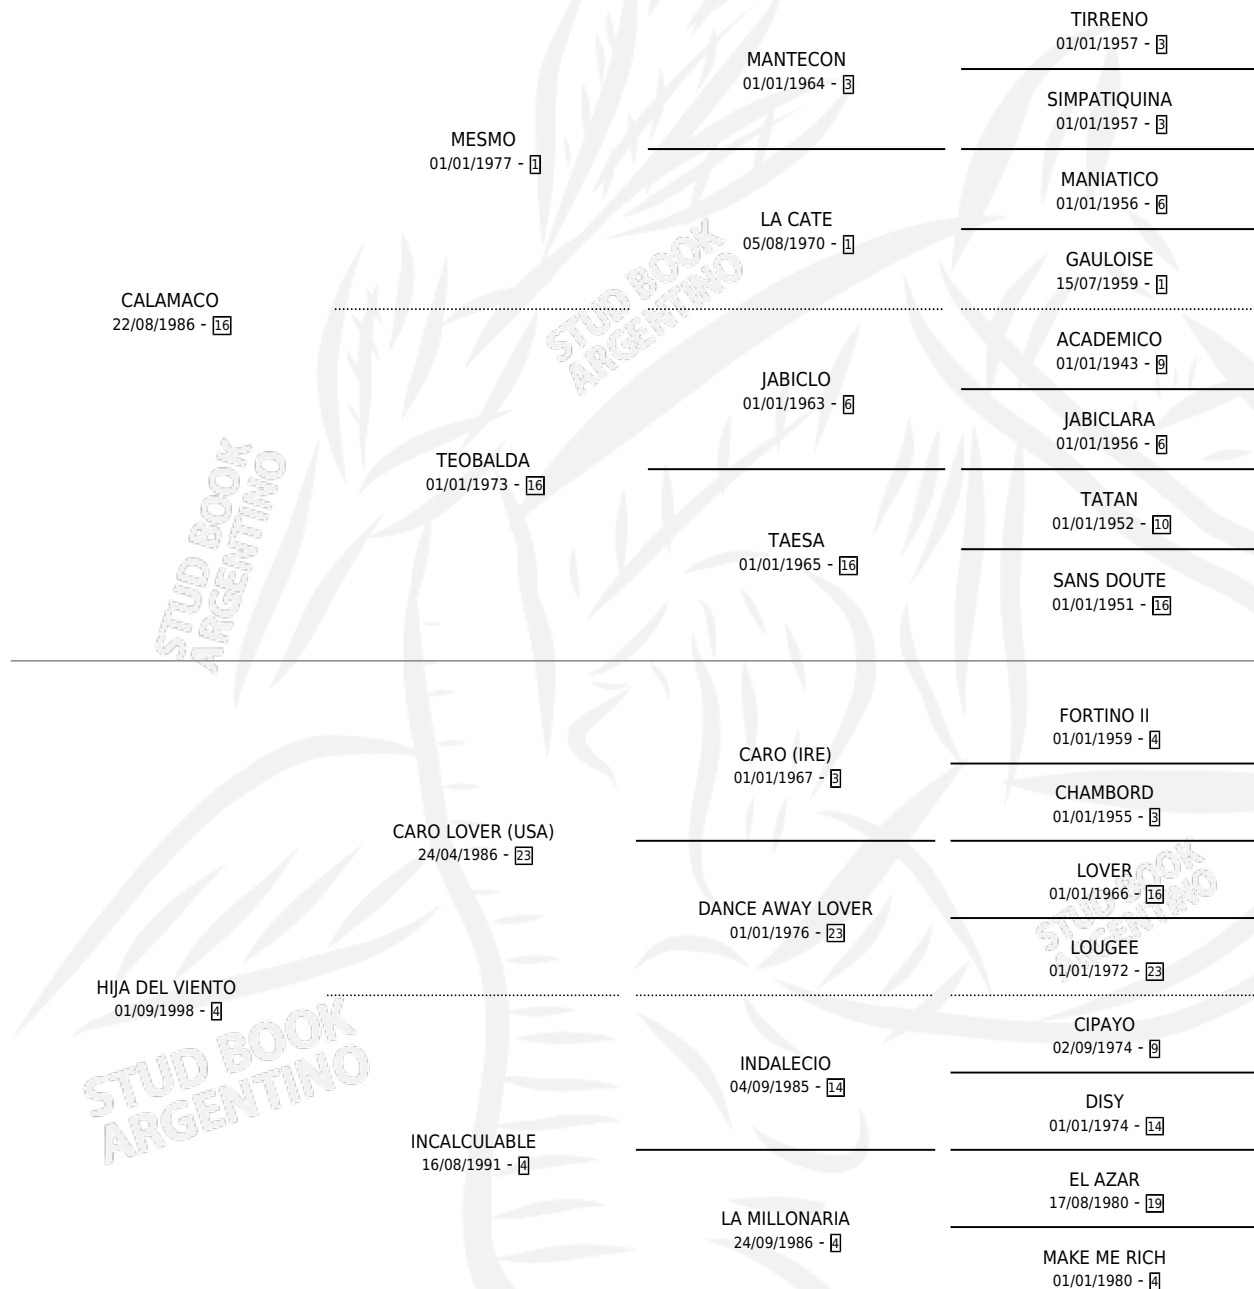 TIRRENO
01/01/1957 - 3
MANTECON
01/01/1964 - 3
SIMPATIQUINA
01/01/1957 - 3
MESMO
01/01/1977 - 1
MANIATICO
01/01/1956 - 6
LA CATE
05/08/1970 - 1
GAULOISE
15/07/1959 - 1
CALAMACO
22/08/1986 - 16
STUD BOOK
ARGENTINO
ACADEMICO
01/01/1943 - 9
JABICLO
01/01/1963 - 6
JABICLARA
01/01/1956 - 6
TEOBALDA
01/01/1973 - 16
TATAN
01/01/1952 - 10
TAESA
01/01/1965 - 16
SANS DOUTE
01/01/1951 - 16
STUD BOOK
ARGENTINO
FORTINO II
01/01/1959 - 4
CARO (IRE)
01/01/1967 - 3
CHAMBORD
01/01/1955 - 3
CARO LOVER (USA)
24/04/1986 - 23
LOVER
01/01/1966 - 16
DANCE AWAY LOVER
01/01/1976 - 23
LOUGEE
01/01/1972 - 23
STUD BOOK
ARGENTINO
HIJA DEL VIENTO
01/09/1998 - 4
STUD BOOK
ARGENTINO
CIPAYO
02/09/1974 - 9
INDALECIO
04/09/1985 - 14
DISY
01/01/1974 - 14
INCALCULABLE
16/08/1991 - 4
EL AZAR
17/08/1980 - 19
LA MILLONARIA
24/09/1986 - 4
MAKE ME RICH
01/01/1980 - 4